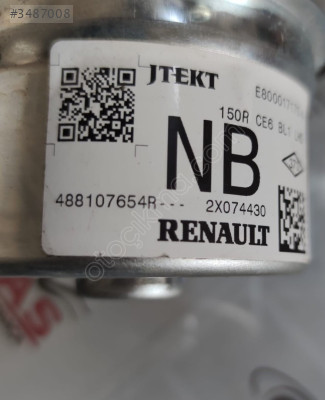 #3487008
JTEKT
150R CE6
NB
488107654R---
2X074430
RENAULT